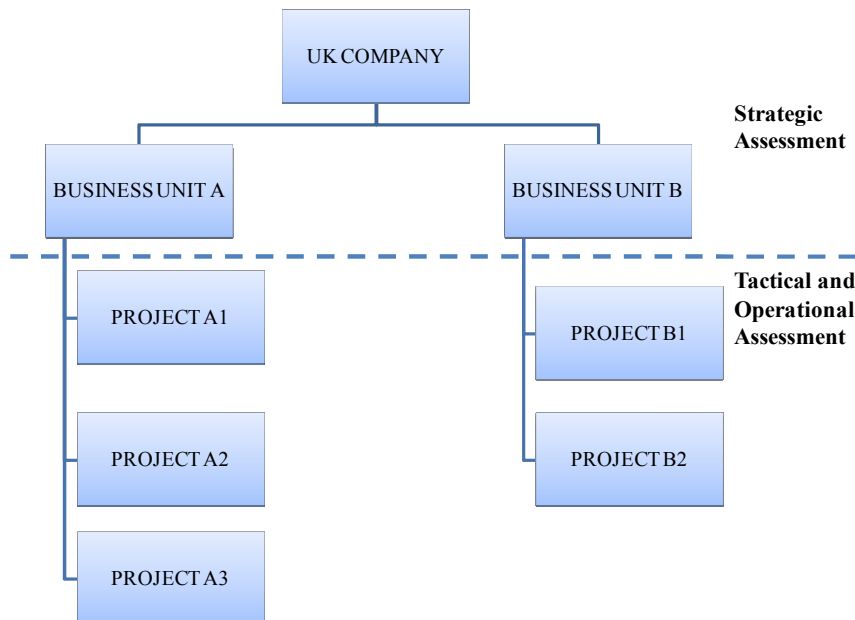 UK COMPANY
Strategic
Assessment
BUSINESS UNIT A
BUSINESS UNIT B
Tactical and
Operational
Assessment
PROJECT A1
PROJECT B1
PROJECT A2
PROJECT B2
PROJECT A3